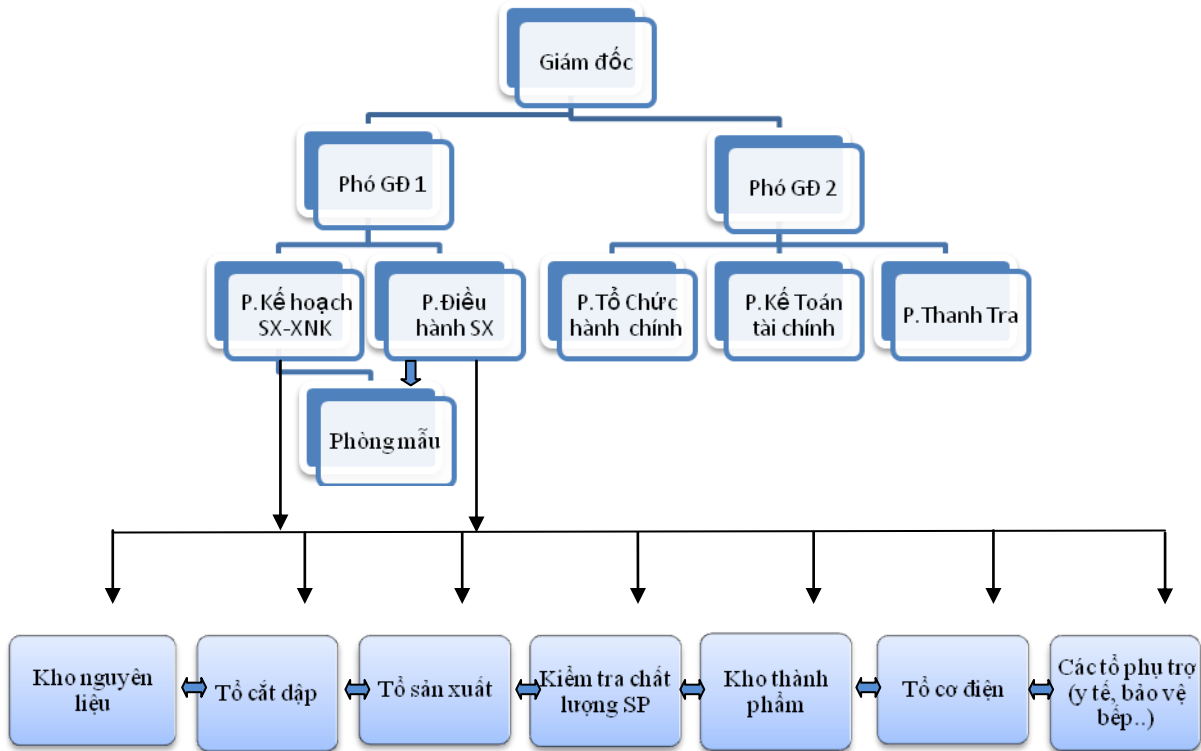 Giám đốc
Phó GĐ 1
Phó GĐ 2
P.Kế hoạch
SX-XNK
P.Điều
hành SX
P.Tổ Chức
hành chính
P.Kế Toán
tài chính
P.Thanh Tra
Phòng mẫu
Kho nguyên
liệu
Tổ cắt dập
Tổ sản xuất
Kiểm tra chất
lượng SP
Kho thành
phẩm
Tổ cơ điện
Các tổ phụ trợ
(y tế, bảo vệ
bếp..)